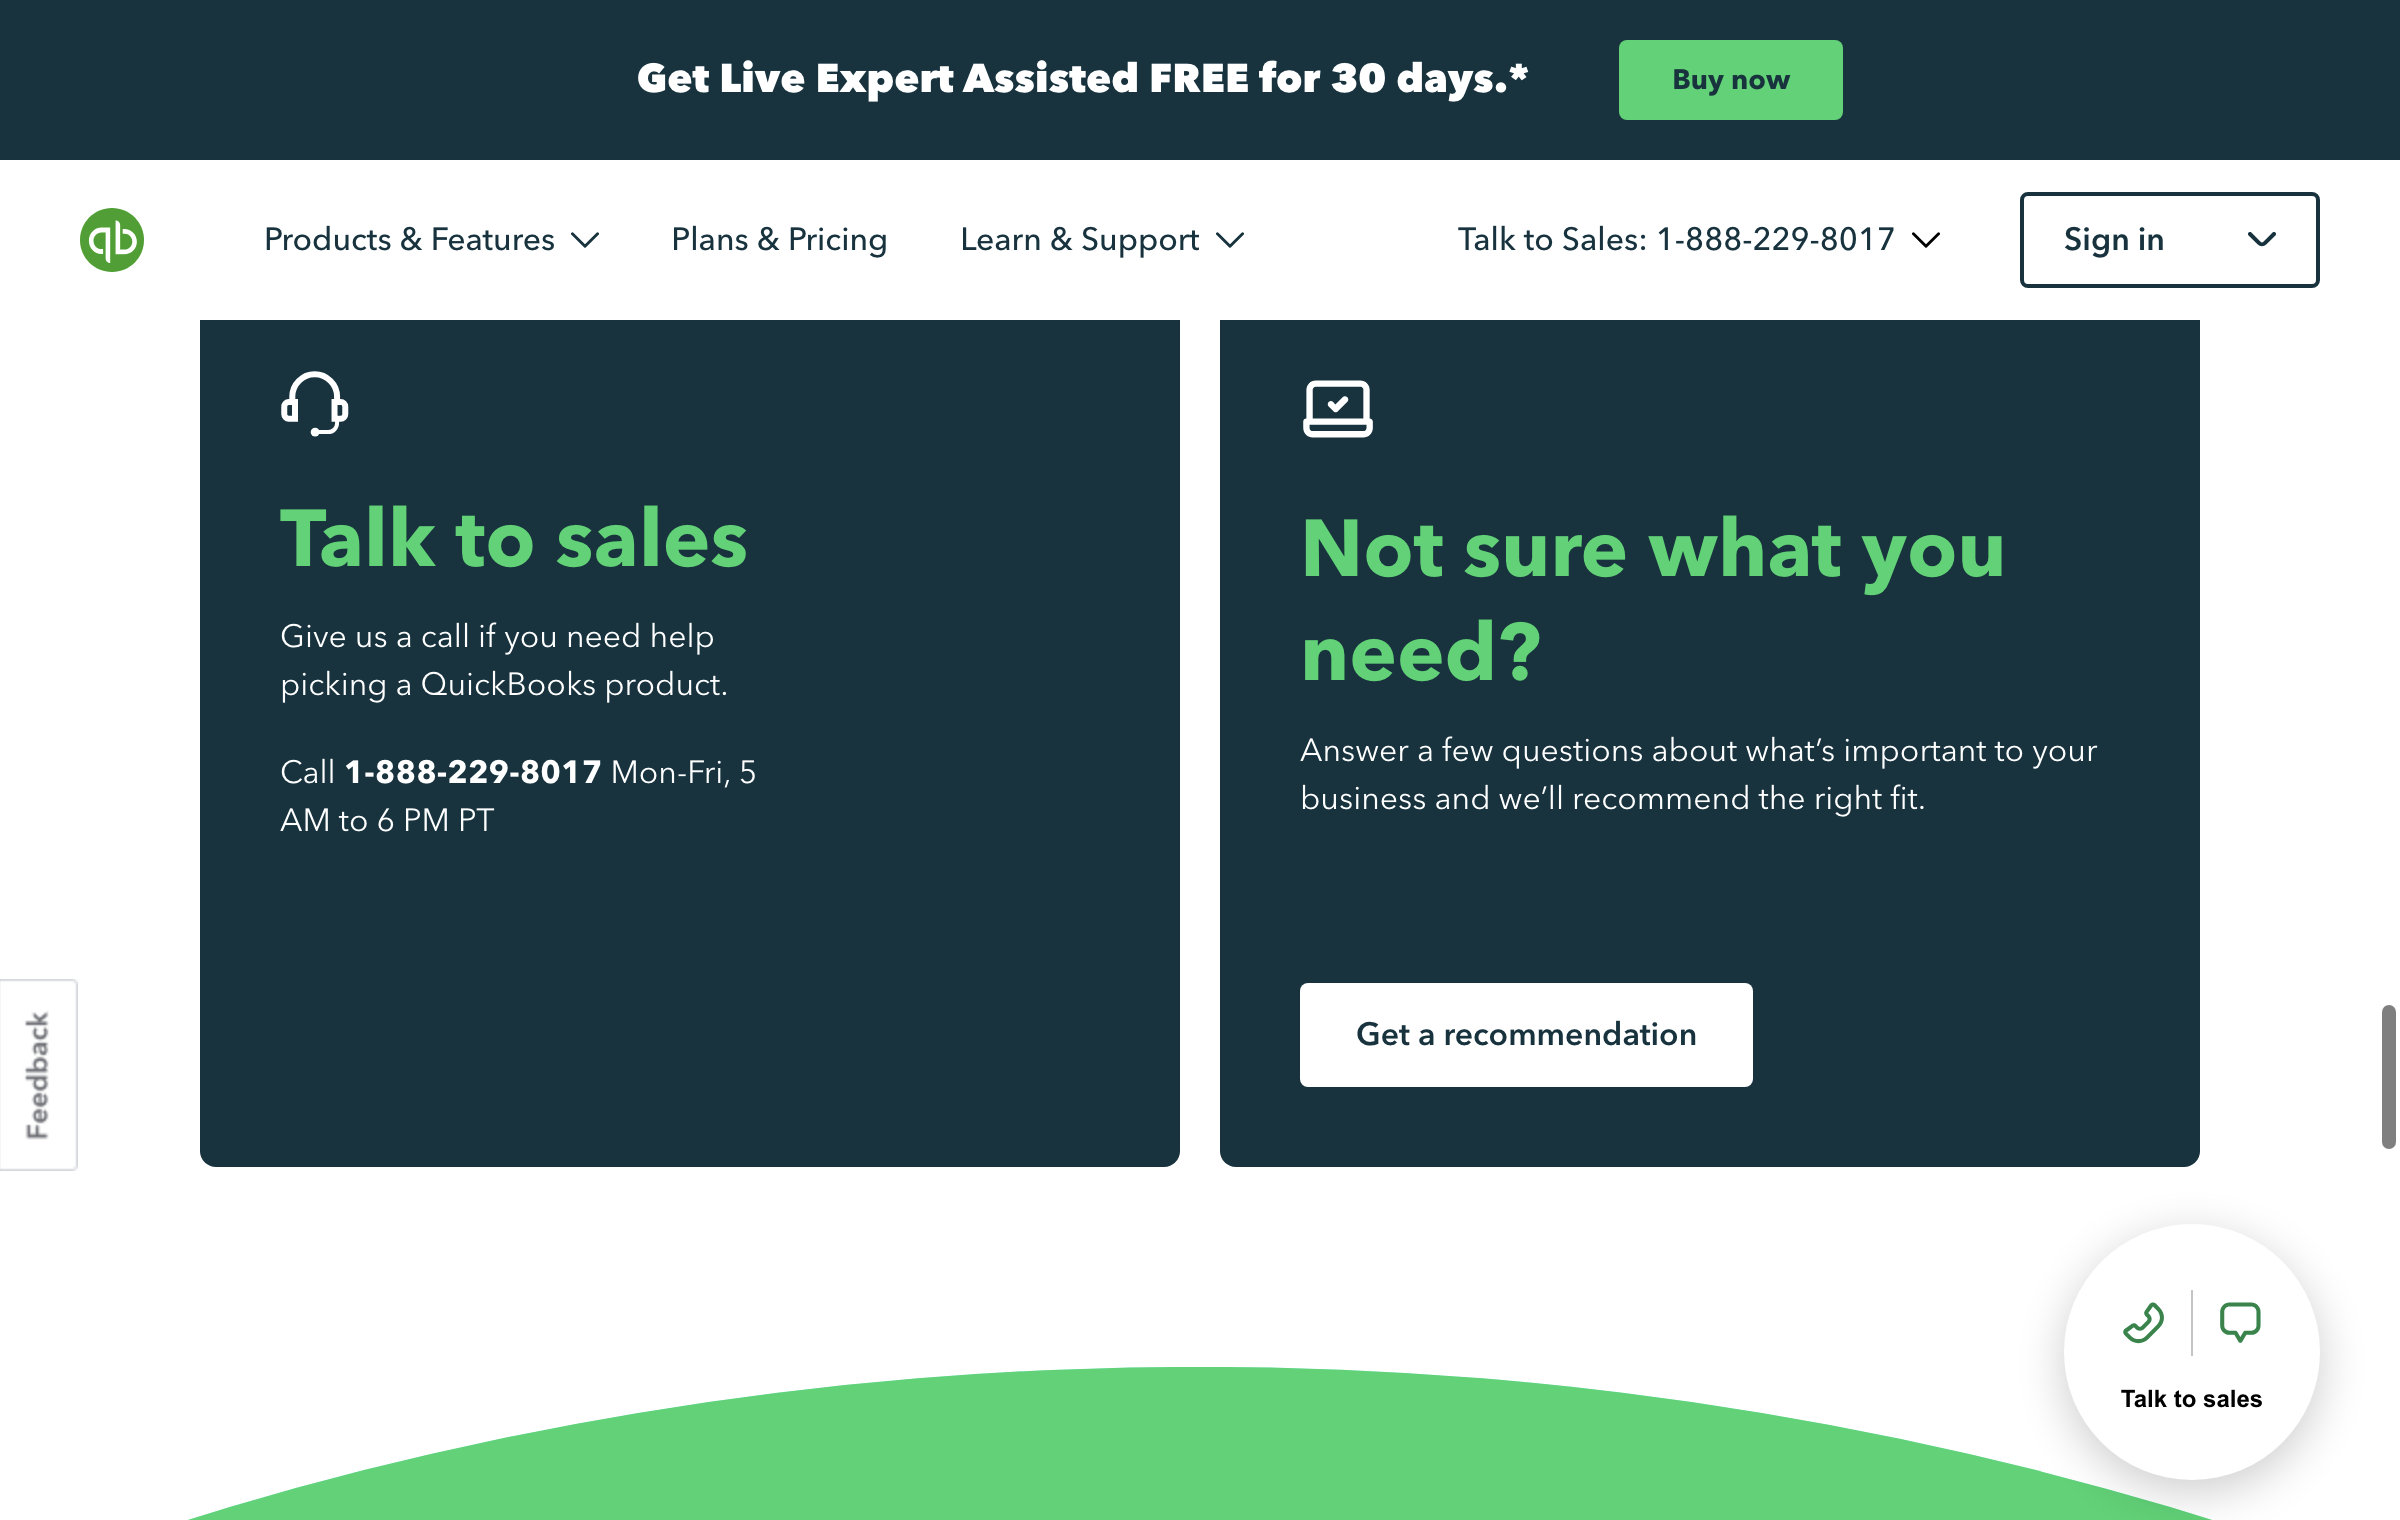 Get Live Expert Assisted FREE for 30 days.*
Buy now
qb
Products & Features
Plans & Pricing
Learn & Support
Talk to Sales: 1-888-229-8017
Sign in
Talk to sales
Give us a call if you need help
picking a QuickBooks product.
Call 1-888-229-8017 Mon-Fri, 5
AM to 6 PM PT
Not sure what you
need?
Answer a few questions about what’s important to your
business and we’ll recommend the right fit.
Get a recommendation
Feedback
Talk to sales